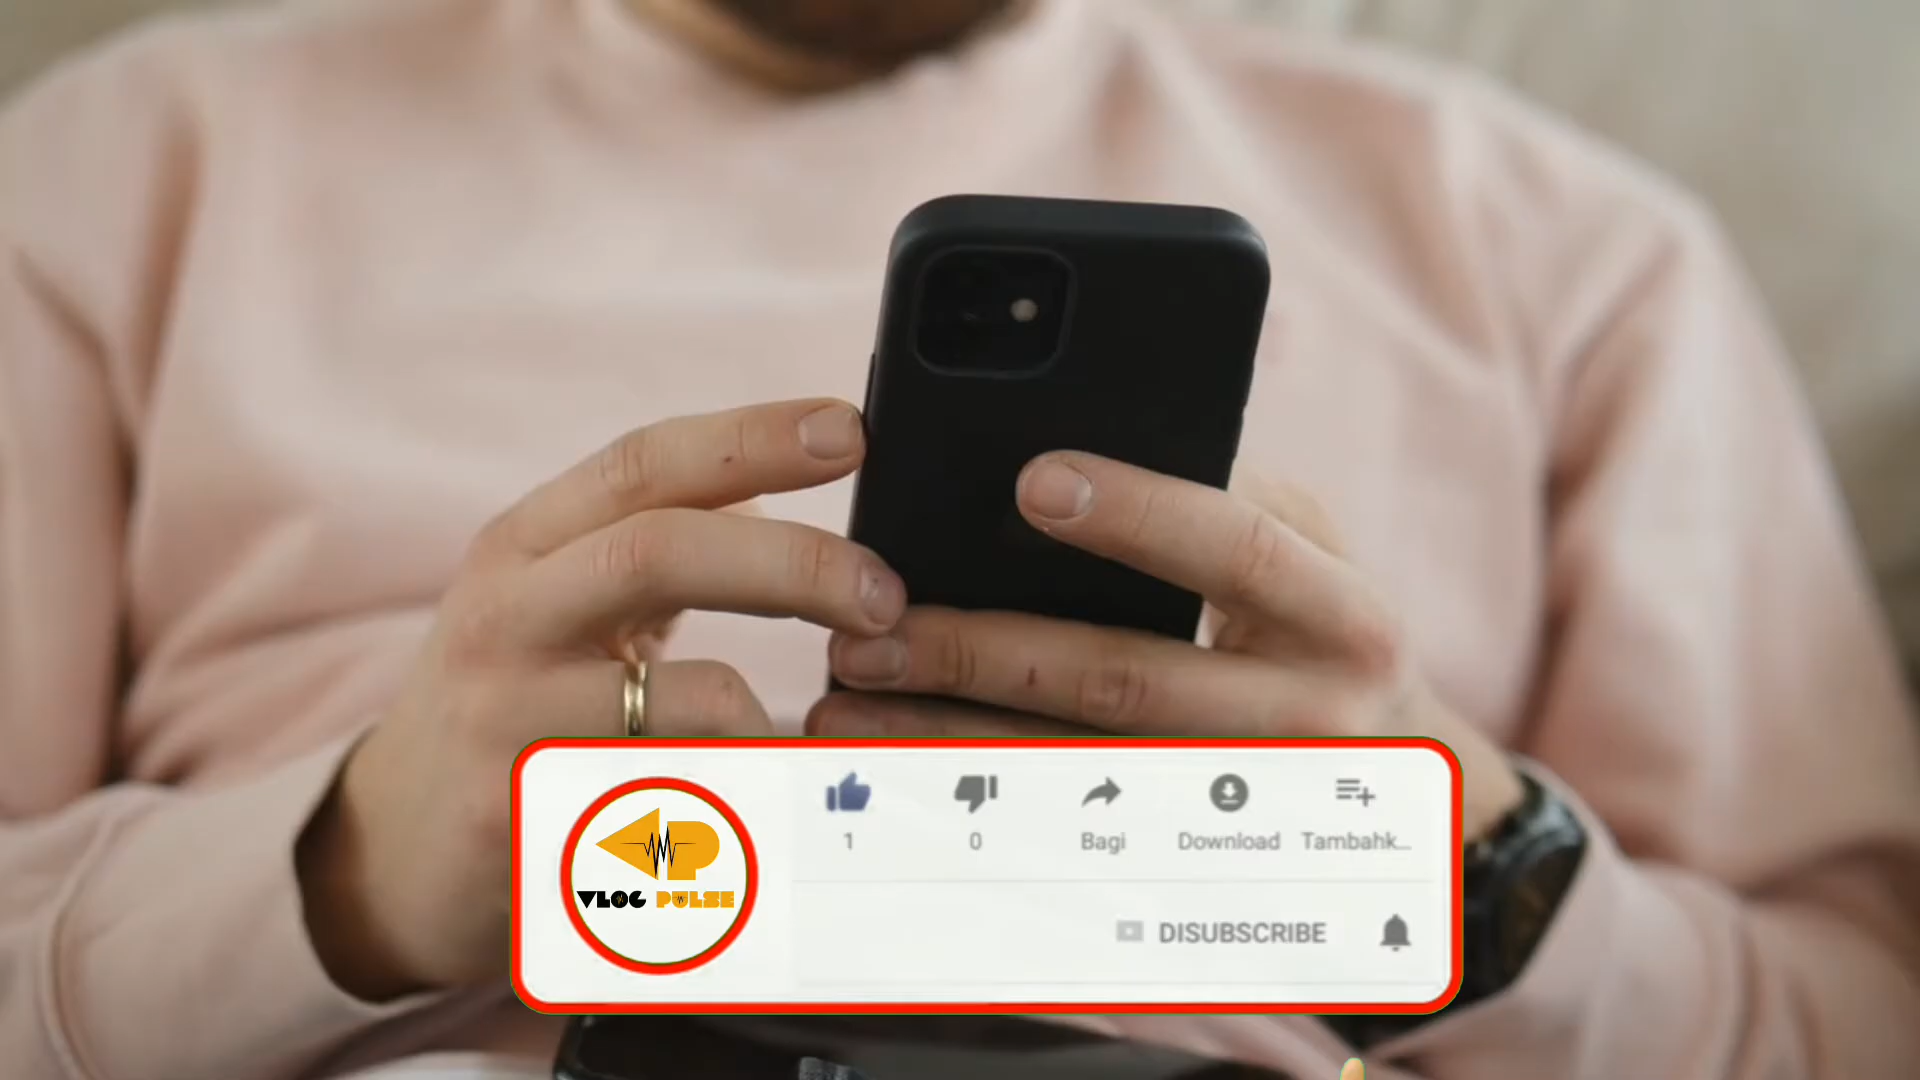 1
0
Bagi
Download
Tambahk...
VLOG PULSE
DISUBSCRIBE